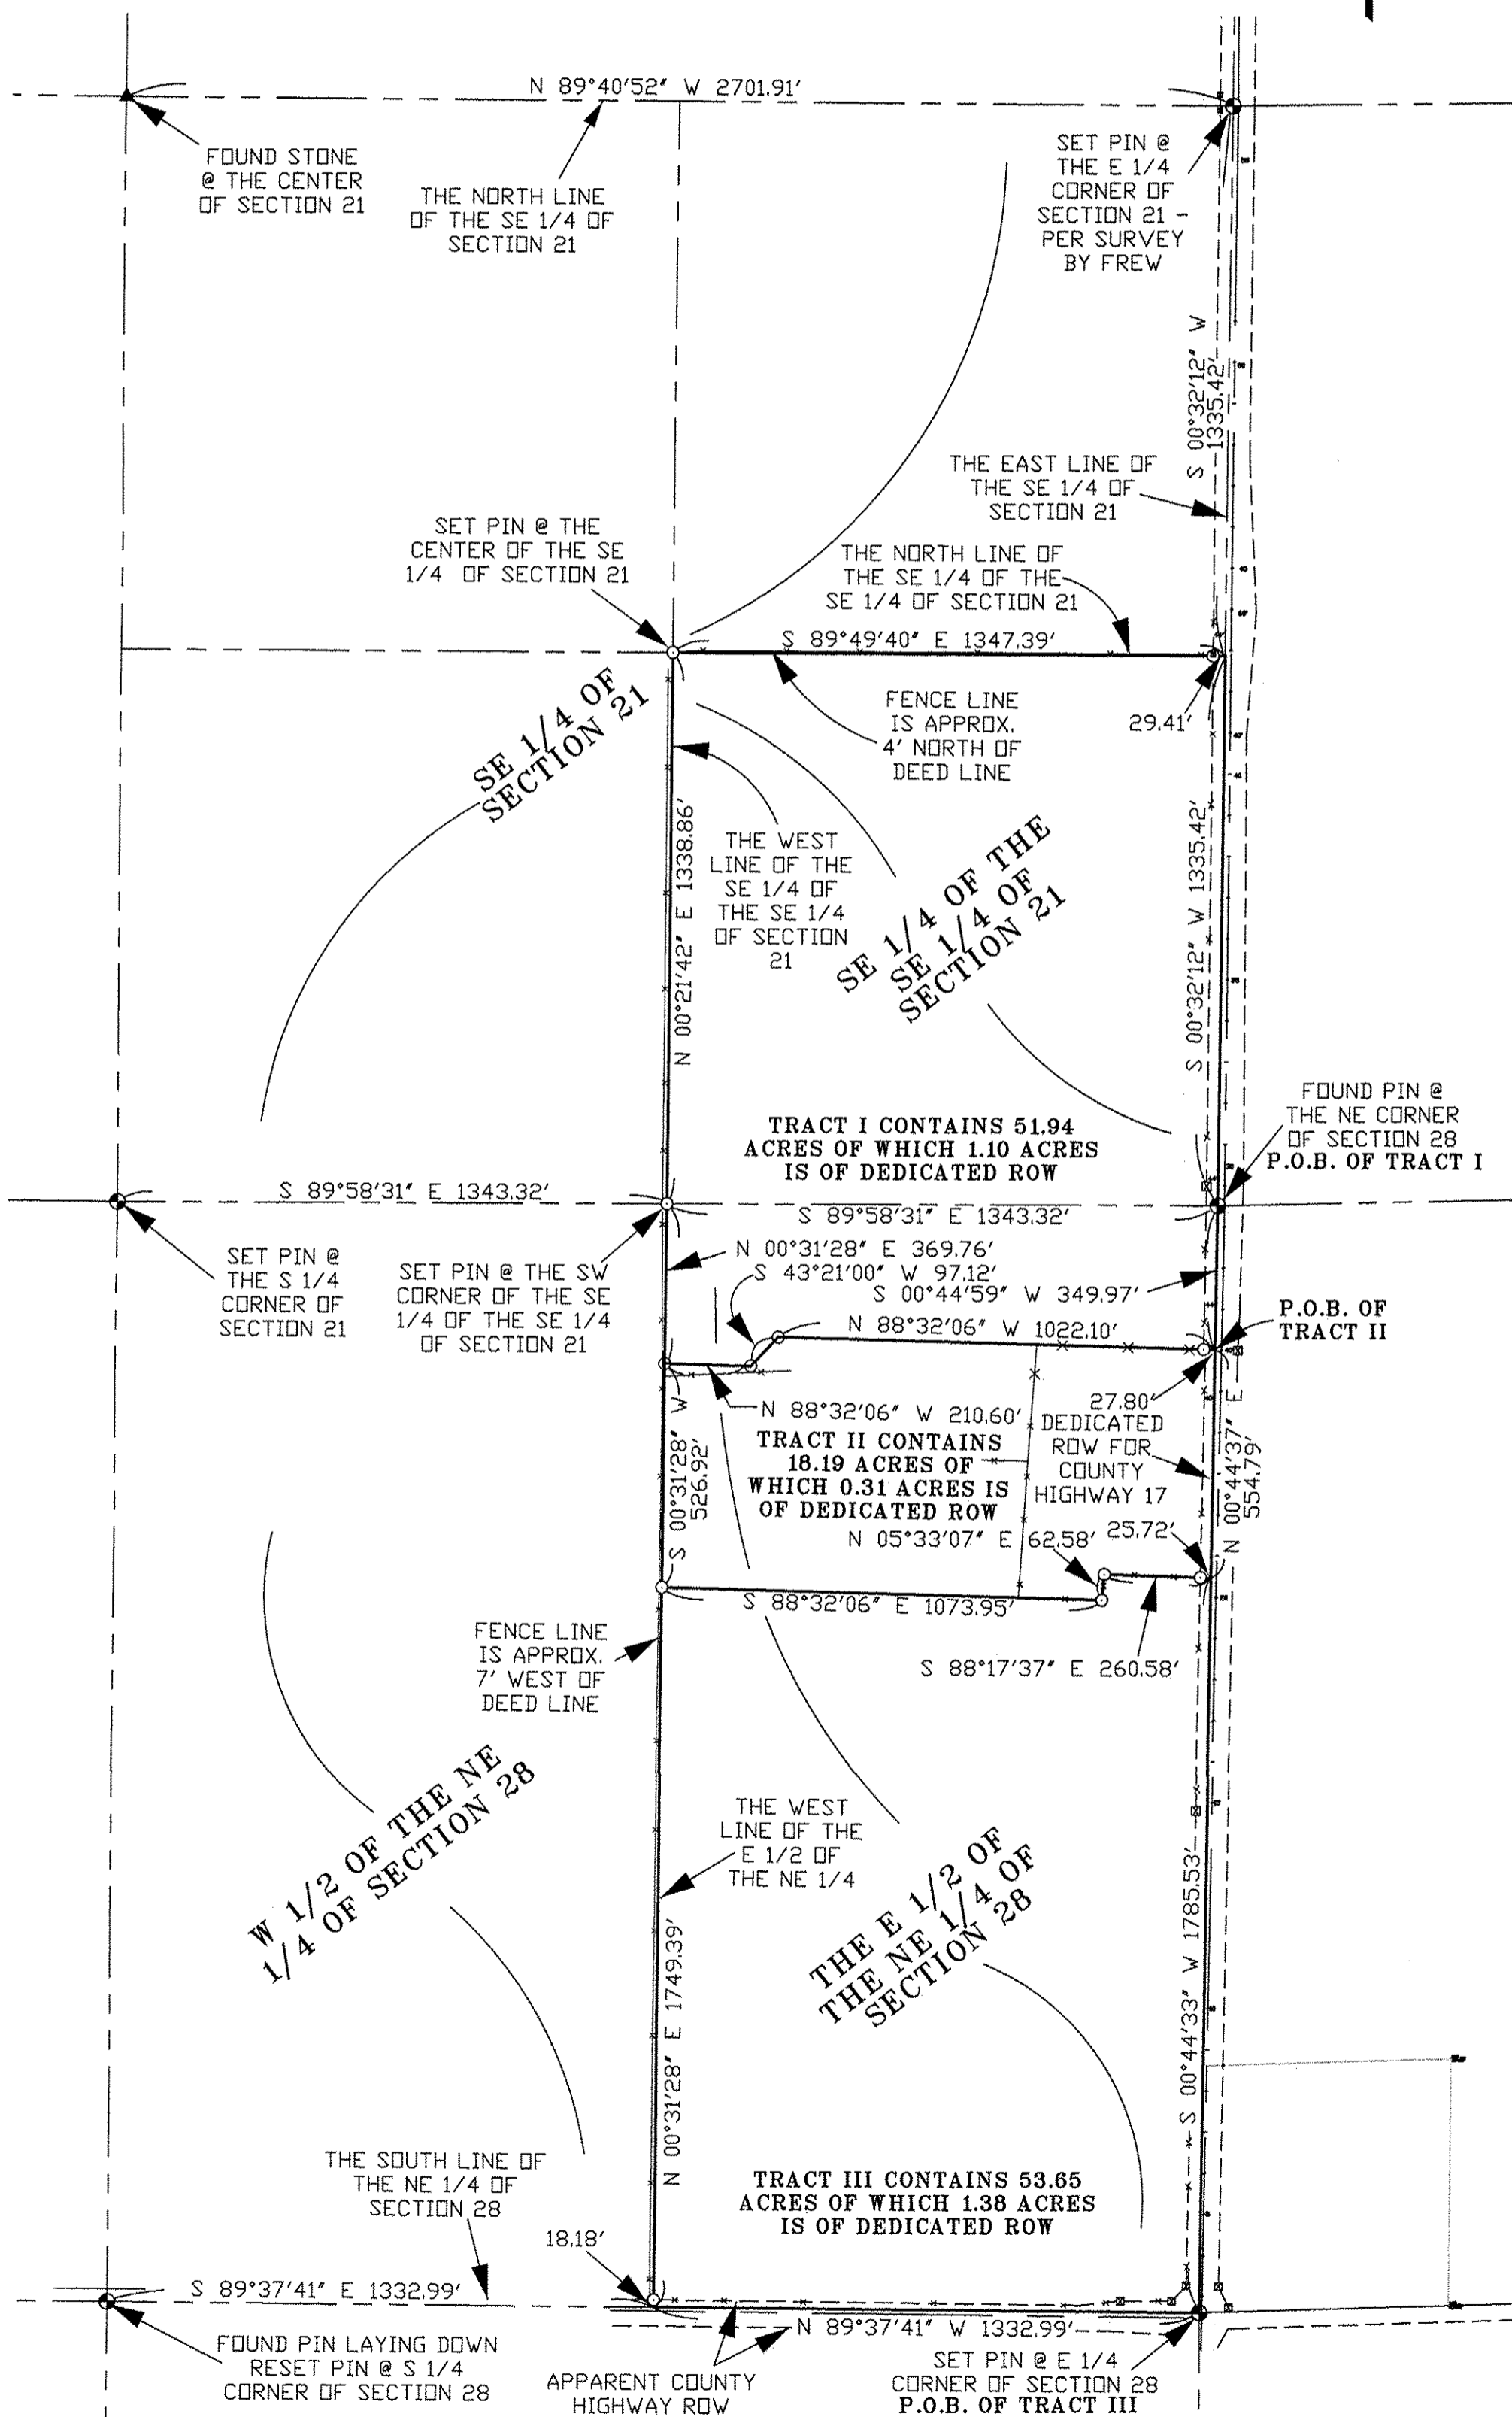 N 89°40'52" W 2701.91'
FOUND STONE
@ THE CENTER
OF SECTION 21
THE NORTH LINE
OF THE SE 1/4 OF
SECTION 21
SET PIN @
THE E 1/4
CORNER OF
SECTION 21 -
PER SURVEY
BY FREW
S 00°32'12" W
1335.42'
THE EAST LINE OF
THE SE 1/4 OF
SECTION 21
SET PIN @ THE
CENTER OF THE SE
1/4 OF SECTION 21
THE NORTH LINE OF
THE SE 1/4 OF THE
SE 1/4 OF SECTION 21
S 89°49'40" E 1347.39'
29.41'
FENCE LINE
IS APPROX.
4' NORTH OF
DEED LINE
SE 1/4 OF
SECTION 21
N 00°21'42" E 1338.86'
THE WEST
LINE OF THE
SE 1/4 OF
THE SE 1/4
OF SECTION
21
SE 1/4 OF THE
SE 1/4 OF
SECTION 21
S 00°32'12" W 1335.42'
FOUND PIN @
THE NE CORNER
OF SECTION 28
P.O.B. OF TRACT I
TRACT I CONTAINS 51.94
ACRES OF WHICH 1.10 ACRES
IS OF DEDICATED ROW
S 89°58'31" E 1343.32'
S 89°58'31" E 1343.32'
SET PIN @
THE S 1/4
CORNER OF
SECTION 21
SET PIN @ THE SW
CORNER OF THE SE
1/4 OF THE SE 1/4
OF SECTION 21
N 00°31'28" E 369.76'
S 43°21'00" W 97.12'
S 00°44'59" W 349.97'
N 88°32'06" W 1022.10'
P.O.B. OF
TRACT II
27.80'
N 88°32'06" W 210.60'
DEDICATED
ROW FOR
COUNTY
HIGHWAY 17
TRACT II CONTAINS
18.19 ACRES OF
WHICH 0.31 ACRES IS
OF DEDICATED ROW
S 00°31'28" W
526.92'
N 00°44'37" E
554.79'
N 05°33'07" E 62.58'
25.72'
S 88°32'06" E 1073.95'
S 88°17'37" E 260.58'
FENCE LINE
IS APPROX.
7' WEST OF
DEED LINE
W 1/2 OF THE NE
1/4 OF SECTION 28
THE WEST
LINE OF THE
E 1/2 OF
THE NE 1/4
THE E 1/2 OF
THE NE 1/4 OF
SECTION 28
N 00°31'28" E 1749.39'
S 00°44'33" W 1785.53'
THE SOUTH LINE OF
THE NE 1/4 OF
SECTION 28
TRACT III CONTAINS 53.65
ACRES OF WHICH 1.38 ACRES
IS OF DEDICATED ROW
18.18'
S 89°37'41" E 1332.99'
N 89°37'41" W 1332.99'
FOUND PIN LAYING DOWN
RESET PIN @ S 1/4
CORNER OF SECTION 28
APPARENT COUNTY
HIGHWAY ROW
SET PIN @ E 1/4
CORNER OF SECTION 28
P.O.B. OF TRACT III